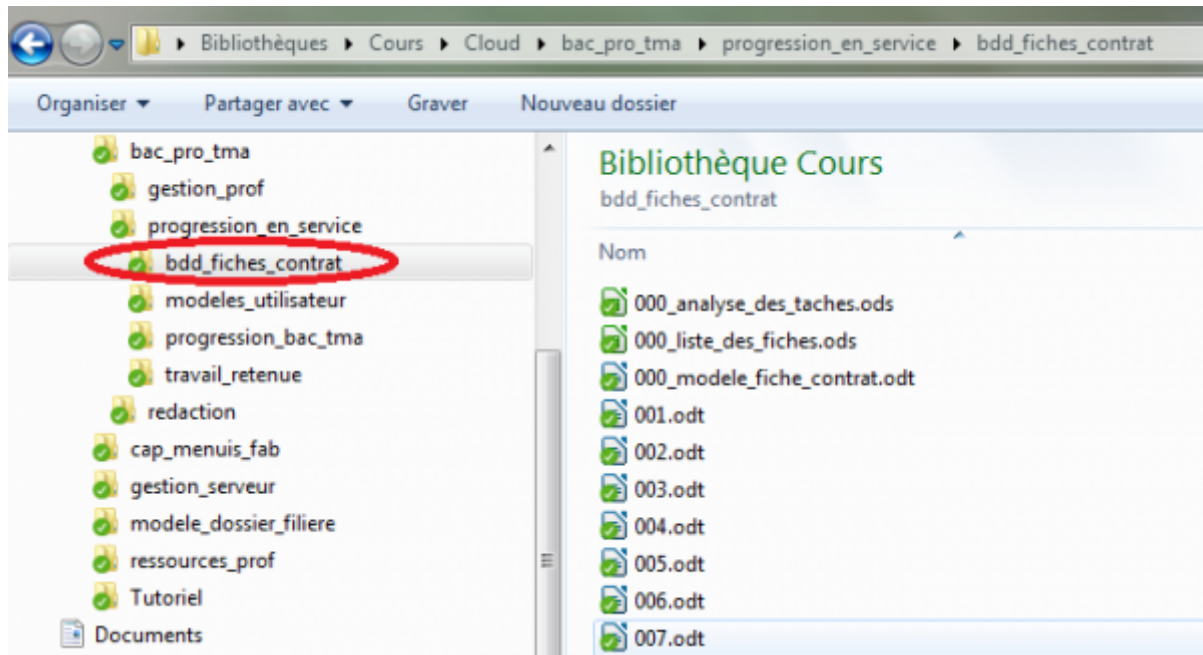 Bibliothèques Cours Cloud bac_pro_tma progression_en_service bdd_fiches_contrat
Organiser Partager avec Graver Nouveau dossier
bac_pro_tma
gestion_prof
progression_en_service
bdd_fiches_contrat
modeles_utilisateur
progression_bac_tma
travail_retenue
redaction
cap_menuis_fab
gestion_serveur
modele_dossier_filiere
ressources_prof
Tutoriel
Documents
Bibliothèque Cours
bdd_fiches_contrat
Nom
000_analyse_des_taches.ods
000_liste_des_fiches.ods
000_modele_fiche_contrat.odt
001.odt
002.odt
003.odt
004.odt
005.odt
006.odt
007.odt